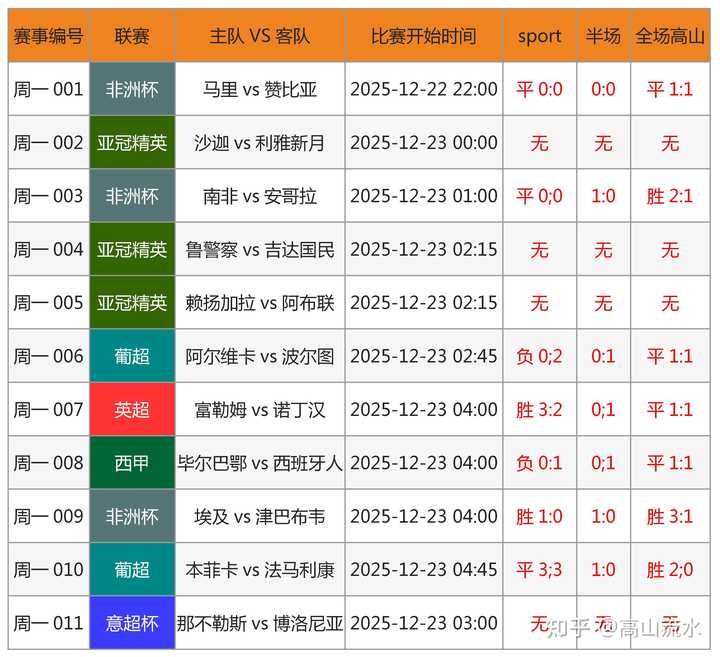 赛事编号 联赛 主队 VS 客队 比赛开始时间 sport 半场 全场高山
周一 001 非洲杯 马里 vs 赞比亚 2025-12-22 22:00 平 0:0 0:0 平 1:1
周一 002 亚冠精英 沙迦 vs 利雅新月 2025-12-23 00:00 无 无 无
周一 003 非洲杯 南非 vs 安哥拉 2025-12-23 01:00 平 0;0 1:0 胜 2:1
周一 004 亚冠精英 鲁警察 vs 吉达国民 2025-12-23 02:15 无 无 无
周一 005 亚冠精英 赖扬加拉 vs 阿布联 2025-12-23 02:15 无 无 无
周一 006 葡超 阿尔维卡 vs 波尔图 2025-12-23 02:45 负 0;2 0:1 平 1:1
周一 007 英超 富勒姆 vs 诺丁汉 2025-12-23 04:00 胜 3:2 0;1 平 1:1
周一 008 西甲 毕尔巴鄂 vs 西班牙人 2025-12-23 04:00 负 0:1 0;1 平 1:1
周一 009 非洲杯 埃及 vs 津巴布韦 2025-12-23 04:00 胜 1:0 1:0 胜 3:1
周一 010 葡超 本菲卡 vs 法马利康 2025-12-23 04:45 平 3;3 1:0 胜 2;0
周一 011 意超杯 那不勒斯 vs 博洛尼亚 2025-12-23 03:00 无 无 无
知乎 @高山流水